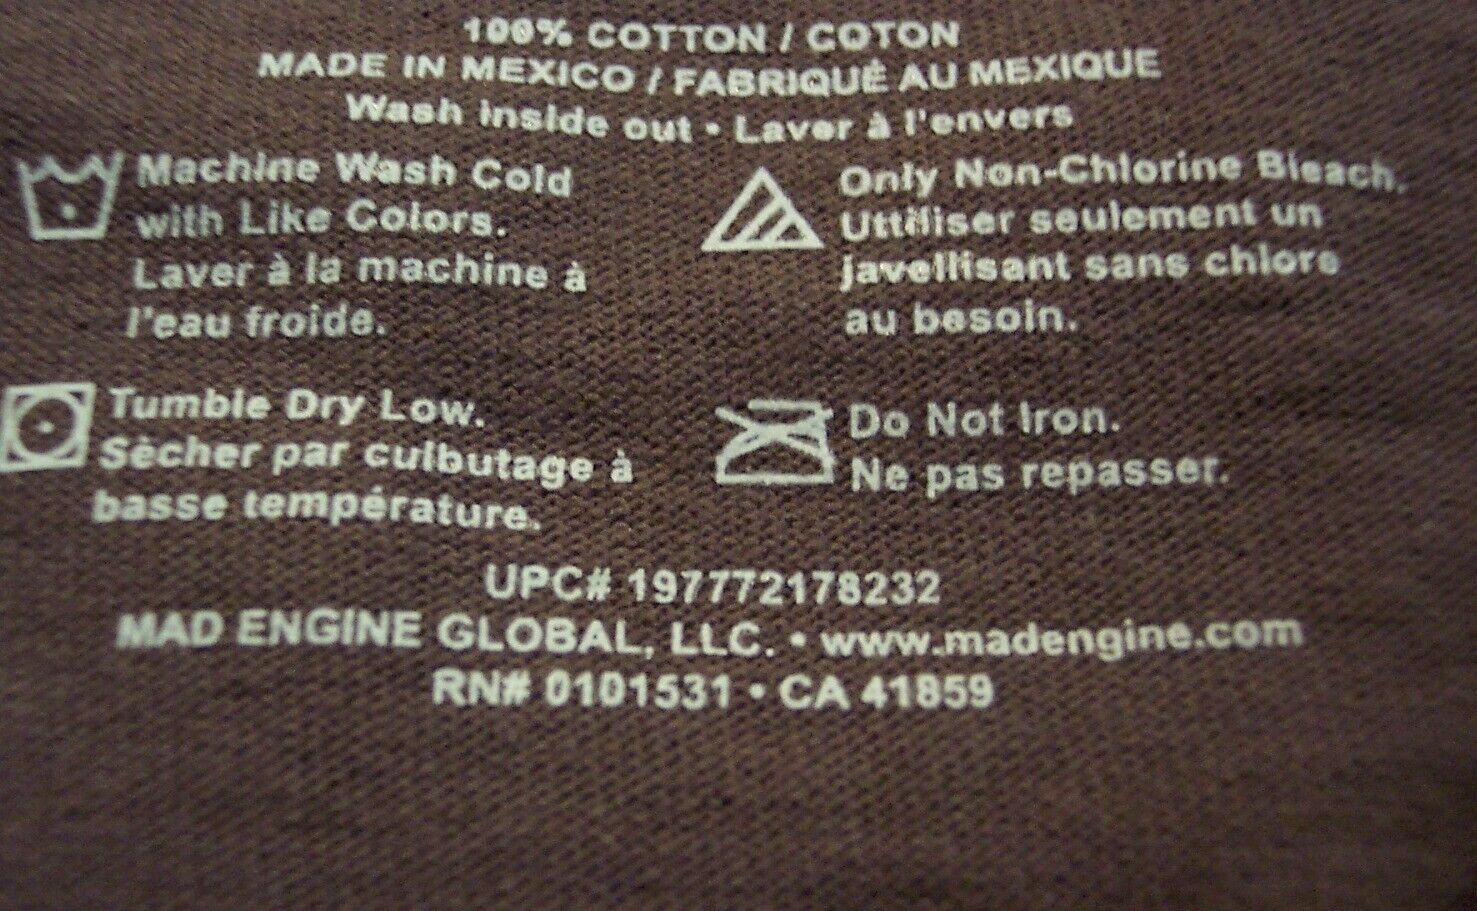 100% COTTON / COTON
MADE IN MEXICO / FABRIQUÉ AU MEXIQUE
Wash inside out • Laver à l'envers
Machine Wash Cold
with Like Colors.
Laver à la machine à
l'eau froide.
Only Non-Chlorine Bleach.
Uttiliser seulement un
javellisant sans chlore
au besoin.
Tumble Dry Low.
Sècher par culbutage à
basse température.
Do Not Iron.
Ne pas repasser.
UPC# 197772178232
MAD ENGINE GLOBAL, LLC. • www.madengine.com
RN# 0101531 • CA 41859